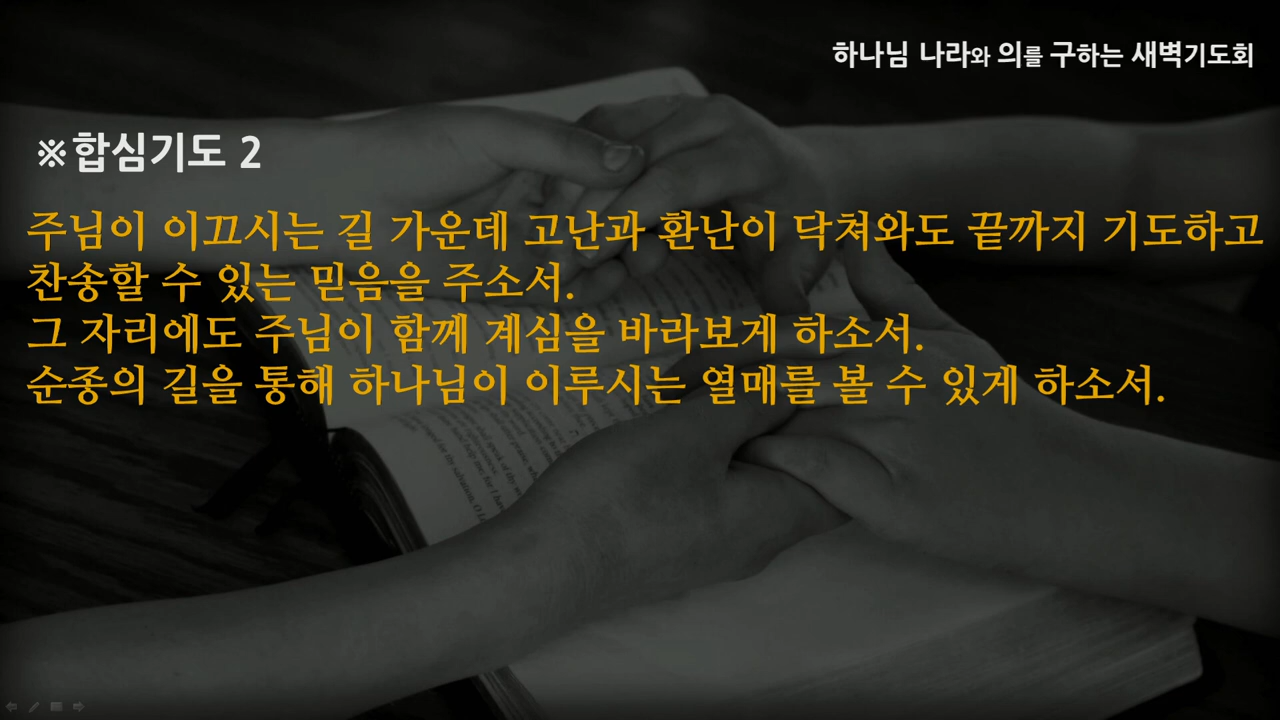 하나님 나라와 의를 구하는 새벽기도회
※합심기도 2
주님이 이끄시는 길 가운데 고난과 환난이 닥쳐와도 끝까지 기도하고
찬송할 수 있는 믿음을 주소서.
그 자리에도 주님이 함께 계심을 바라보게 하소서.
순종의 길을 통해 하나님이 이루시는 열매를 볼 수 있게 하소서.